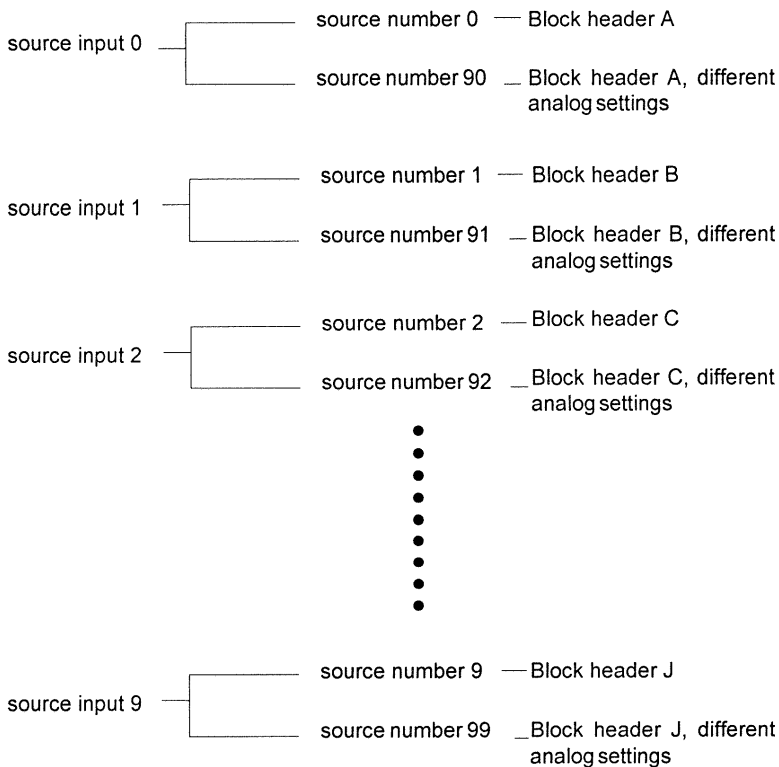 source number 0 — Block header A
source input 0
source number 90 — Block header A, different
analog settings
source number 1 — Block header B
source input 1
source number 91 — Block header B, different
analog settings
source number 2 — Block header C
source input 2
source number 92 — Block header C, different
analog settings
source number 9 — Block header J
source input 9
source number 99 — Block header J, different
analog settings